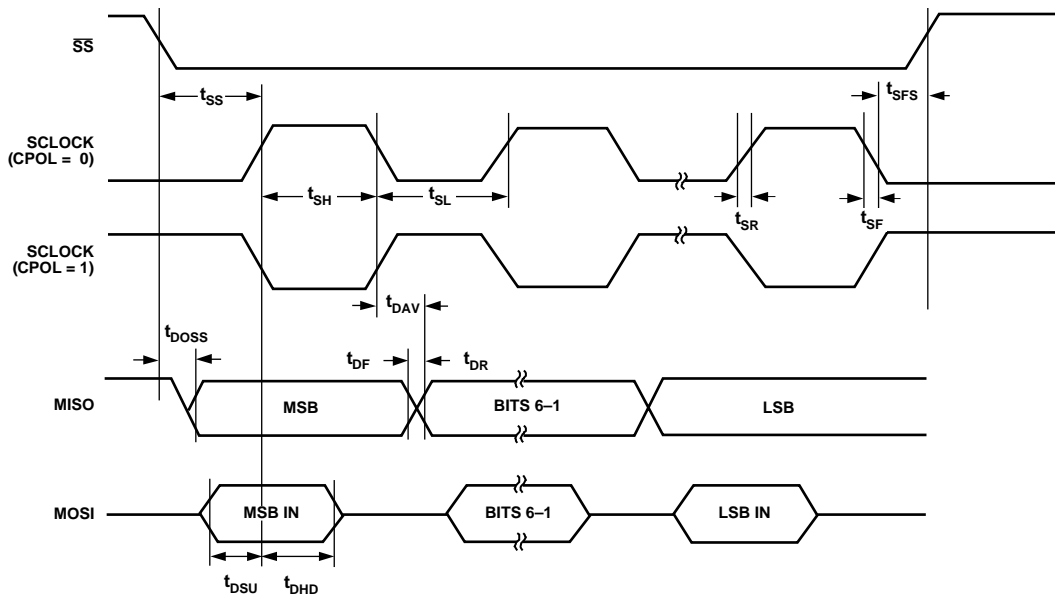 SS
tSS
tSFS
SCLOCK
(CPOL = 0)
tSH
tSL
tSR
tSF
SCLOCK
(CPOL = 1)
tDAV
tDOSS
tDF
tDR
MISO
MSB
BITS 6–1
LSB
MOSI
MSB IN
BITS 6–1
LSB IN
tDSU
tDHD